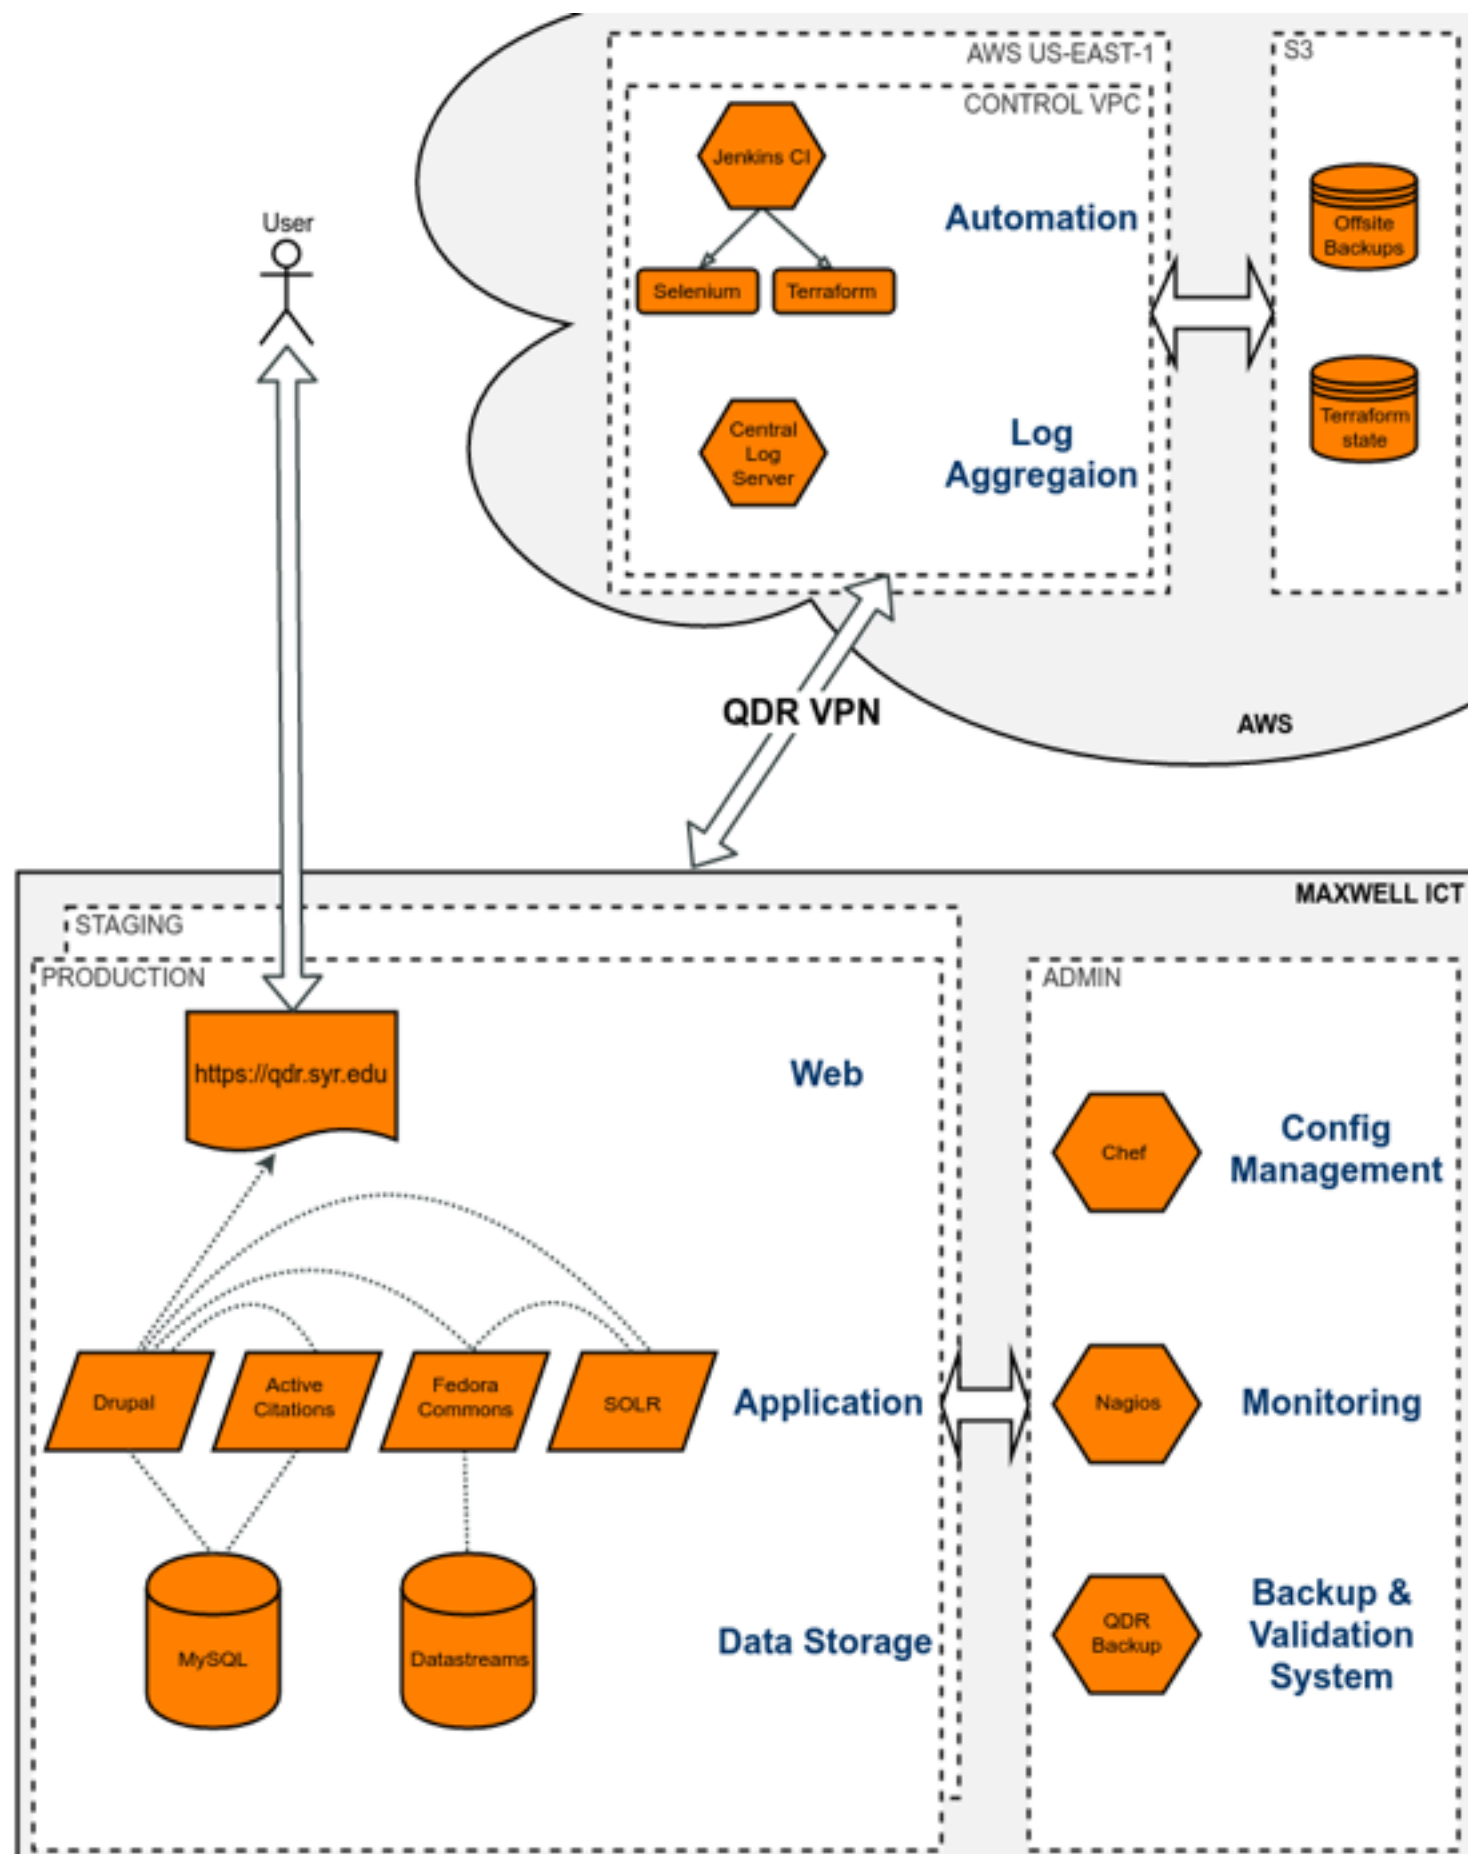 AWS US-EAST-1
S3
CONTROL VPC
Jenkins CI
Automation
Selenium
Terraform
Offsite
Backups
User
Central
Log
Server
Log
Aggregaion
Terraform
state
QDR VPN
AWS
MAXWELL ICT
STAGING
PRODUCTION
ADMIN
https://qdr.syr.edu
Web
Chef
Config
Management
Drupal
Active
Citations
Fedora
Commons
SOLR
Application
Nagios
Monitoring
MySQL
Datastreams
Data Storage
QDR
Backup
Backup &
Validation
System